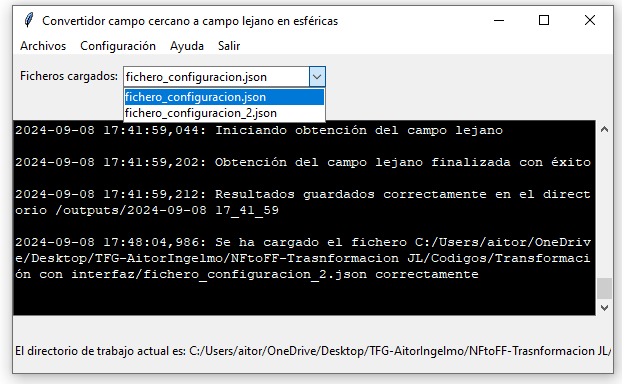 Convertidor campo cercano a campo lejano en esféricas
Archivos Configuración Ayuda Salir
Ficheros cargados: fichero_configuracion.json
fichero_configuracion.json
fichero_configuracion_2.json
2024-09-08 17:41:59,044: Iniciando obtención del campo lejano
2024-09-08 17:41:59,202: Obtención del campo lejano finalizada con éxito
2024-09-08 17:41:59,212: Resultados guardados correctamente en el direct
orio /outputs/2024-09-08 17_41_59
2024-09-08 17:48:04,986: Se ha cargado el fichero C:/Users/aitor/OneDriv
e/Desktop/TFG-AitorIngelmo/NFtoFF-Trasnformacion JL/Codigos/Transformaci
ón con interfaz/fichero_configuracion_2.json correctamente
El directorio de trabajo actual es: C:/Users/aitor/OneDrive/Desktop/TFG-AitorIngelmo/NFtoFF-Trasnformacion JL/